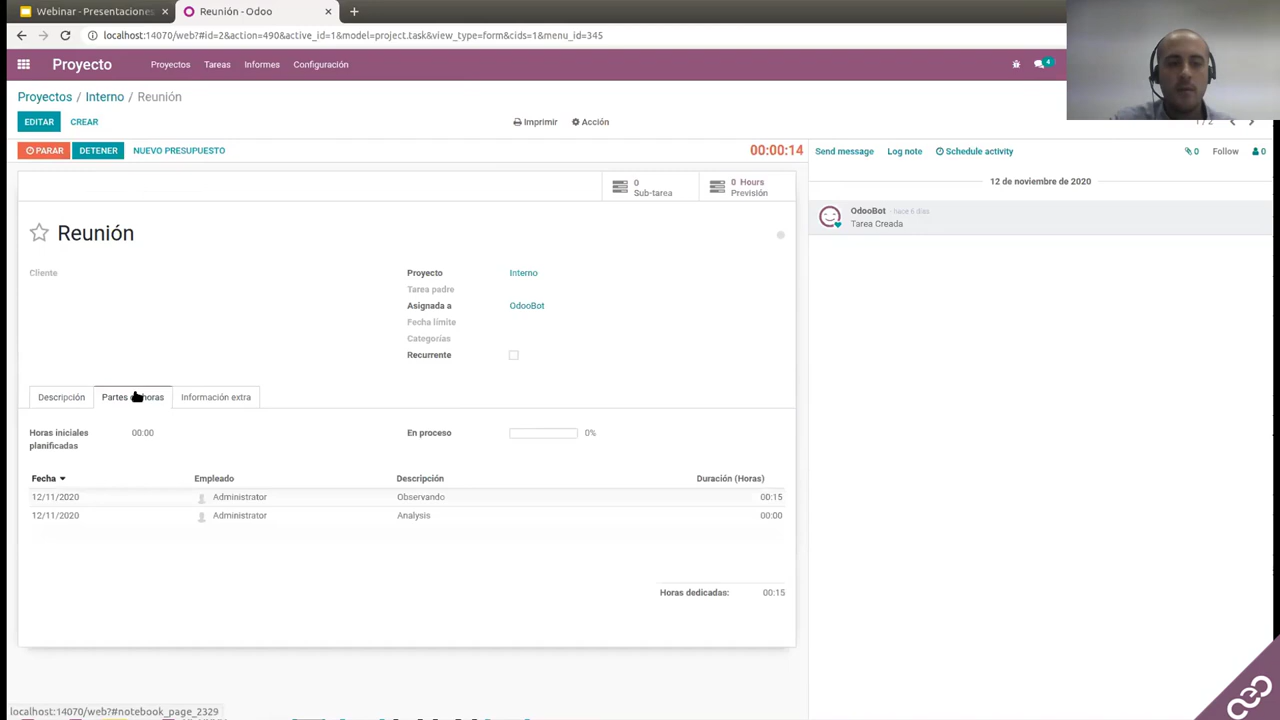 Webinar - Presentaciones ×
Reunión - Odoo ×
localhost:14070/web?#id=2&action=490&active_id=1&model=project.task&view_type=form&cids=1&menu_id=345
Proyecto Proyectos Tareas Informes Configuración 4
Proyectos / Interno / Reunión
EDITAR CREAR Imprimir Acción 1 / 2
PARAR DETENER NUEVO PRESUPUESTO 00:00:14
Send message Log note Schedule activity 0 Follow 0
0 Sub-tarea
0 Hours Previsión
12 de noviembre de 2020
OdooBot - hace 6 días
Tarea Creada
Reunión
Cliente
Proyecto Interno
Tarea padre
Asignada a OdooBot
Fecha límite
Categorías
Recurrente
Descripción Partes horas Información extra
Horas iniciales planificadas 00:00
En proceso 0%
Fecha Empleado Descripción Duración (Horas)
12/11/2020 Administrator Observando 00:15
12/11/2020 Administrator Analysis 00:00
Horas dedicadas: 00:15
localhost:14070/web?#notebook_page_2329